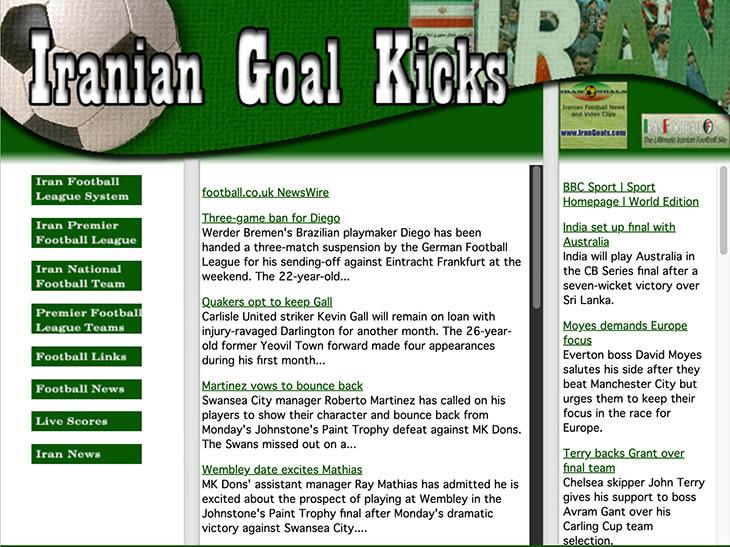 IRAN
Iranian Goal Kicks
IRAN GOALS
Iranian Football News
and Video Clips
www.IranGoals.com
IRANFOOTBALL
The Ultimate Iranian Football Site
Iran Football
League System
Iran Premier
Football League
Iran National
Football Team
Premier Football
League Teams
Football Links
Football News
Live Scores
Iran News
football.co.uk NewsWire
Three-game ban for Diego
Werder Bremen's Brazilian playmaker Diego has been
handed a three-match suspension by the German Football
League for his sending-off against Eintracht Frankfurt at the
weekend. The 22-year-old...
Quakers opt to keep Gall
Carlisle United striker Kevin Gall will remain on loan with
injury-ravaged Darlington for another month. The 26-year-
old former Yeovil Town forward made four appearances
during his first month...
Martinez vows to bounce back
Swansea City manager Roberto Martinez has called on his
players to show their character and bounce back from
Monday's Johnstone's Paint Trophy defeat against MK Dons.
The Swans missed out on a...
Wembley date excites Mathias
MK Dons' assistant manager Ray Mathias has admitted he is
excited about the prospect of playing at Wembley in the
Johnstone's Paint Trophy final after Monday's dramatic
victory against Swansea City....
BBC Sport | Sport
Homepage | World Edition
India set up final with
Australia
India will play Australia in
the CB Series final after a
seven-wicket victory over
Sri Lanka.
Moyes demands Europe
focus
Everton boss David Moyes
salutes his side after they
beat Manchester City but
urges them to keep their
focus in the race for
Europe.
Terry backs Grant over
final team
Chelsea skipper John Terry
gives his support to boss
Avram Grant over his
Carling Cup team
selection.